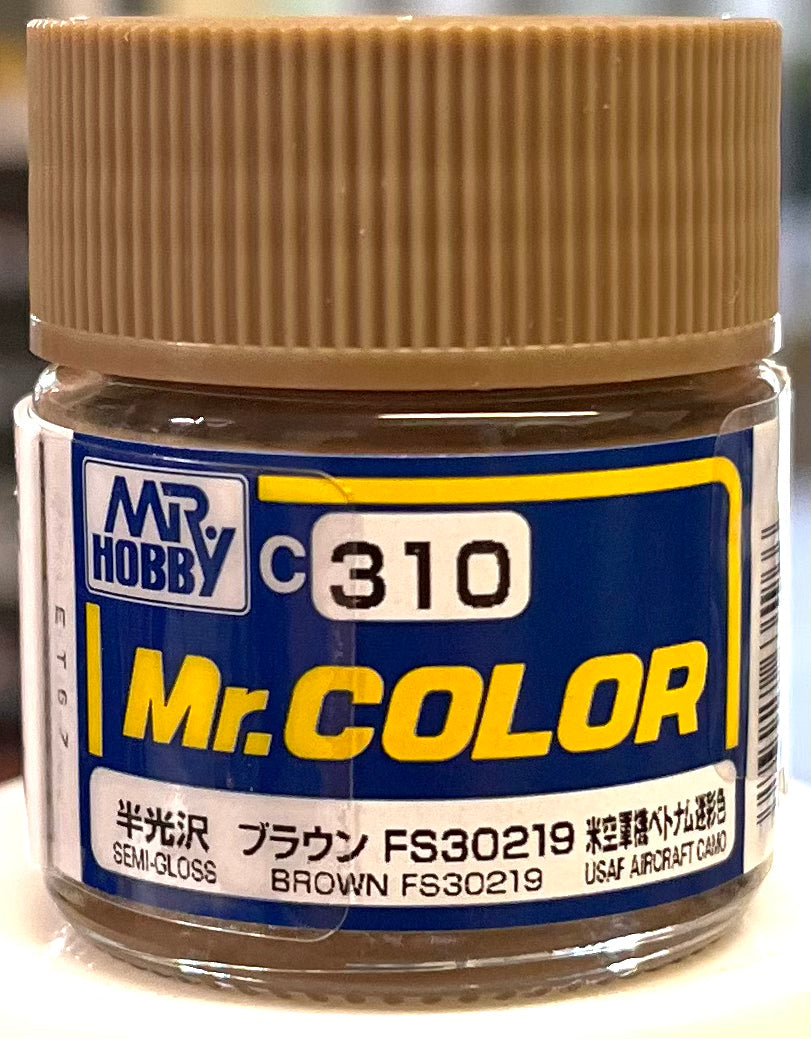 MR.
HOBBY
C 310
Mr.COLOR
半光沢 ブラウン FS30219 米空軍機ベトナム迷彩色
SEMI-GLOSS BROWN FS30219 USAF AIRCRAFT CAMO
ET67